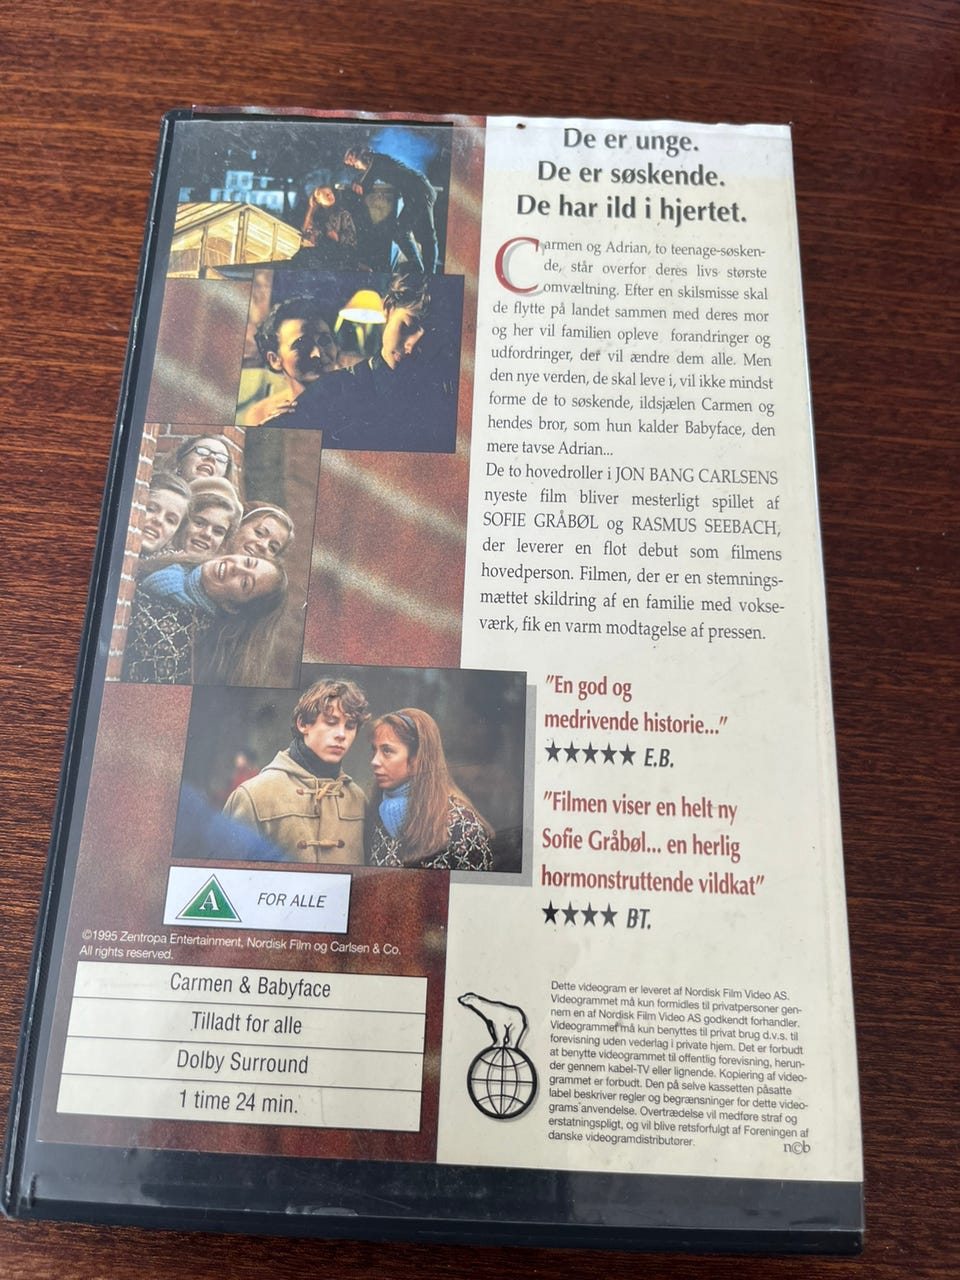 De er unge.
De er søskende.
De har ild i hjertet.
Carmen og Adrian, to teenage-søsken-
de, står overfor deres livs største
omvæltning. Efter en skilsmisse skal
de flytte på landet sammen med deres mor
og her vil familien opleve forandringer og
udfordringer, der vil ændre dem alle. Men
den nye verden, de skal leve i, vil ikke mindst
forme de to søskende, ildsjælen Carmen og
hendes bror, som hun kalder Babyface, den
mere tavse Adrian...
De to hovedroller i JON BANG CARLSENS
nyeste film bliver mesterligt spillet af
SOFIE GRÅBØL og RASMUS SEEBACH,
der leverer en flot debut som filmens
hovedperson. Filmen, der er en stemnings-
mættet skildring af en familie med vokse-
værk, fik en varm modtagelse af pressen.
"En god og
medrivende historie..."
★★★★★ E.B.
"Filmen viser en helt ny
Sofie Gråbøl... en herlig
hormonstruttende vildkat"
★★★★ BT.
A FOR ALLE
©1995 Zentropa Entertainment, Nordisk Film og Carlsen & Co.
All rights reserved.
Carmen & Babyface
Tilladt for alle
Dolby Surround
1 time 24 min.
Dette videogram er leveret af Nordisk Film Video AS.
Videogrammet må kun formidles til privatpersoner gen-
nem en af Nordisk Film Video AS godkendt forhandler.
Videogrammet må kun benyttes til privat brug d.v.s. til
forevisning uden vederlag i private hjem. Det er forbudt
at benytte videogrammet til offentlig forevisning, herun-
der gennem kabel-TV eller lignende. Kopiering af video-
grammet er forbudt. Den på selve kassetten påsatte
label beskriver regler og begrænsninger for dette video-
grams anvendelse. Overtrædelse vil medføre straf og
erstatningspligt, og vil blive retsforfulgt af Foreningen af
danske videogramdistributører.
n©b